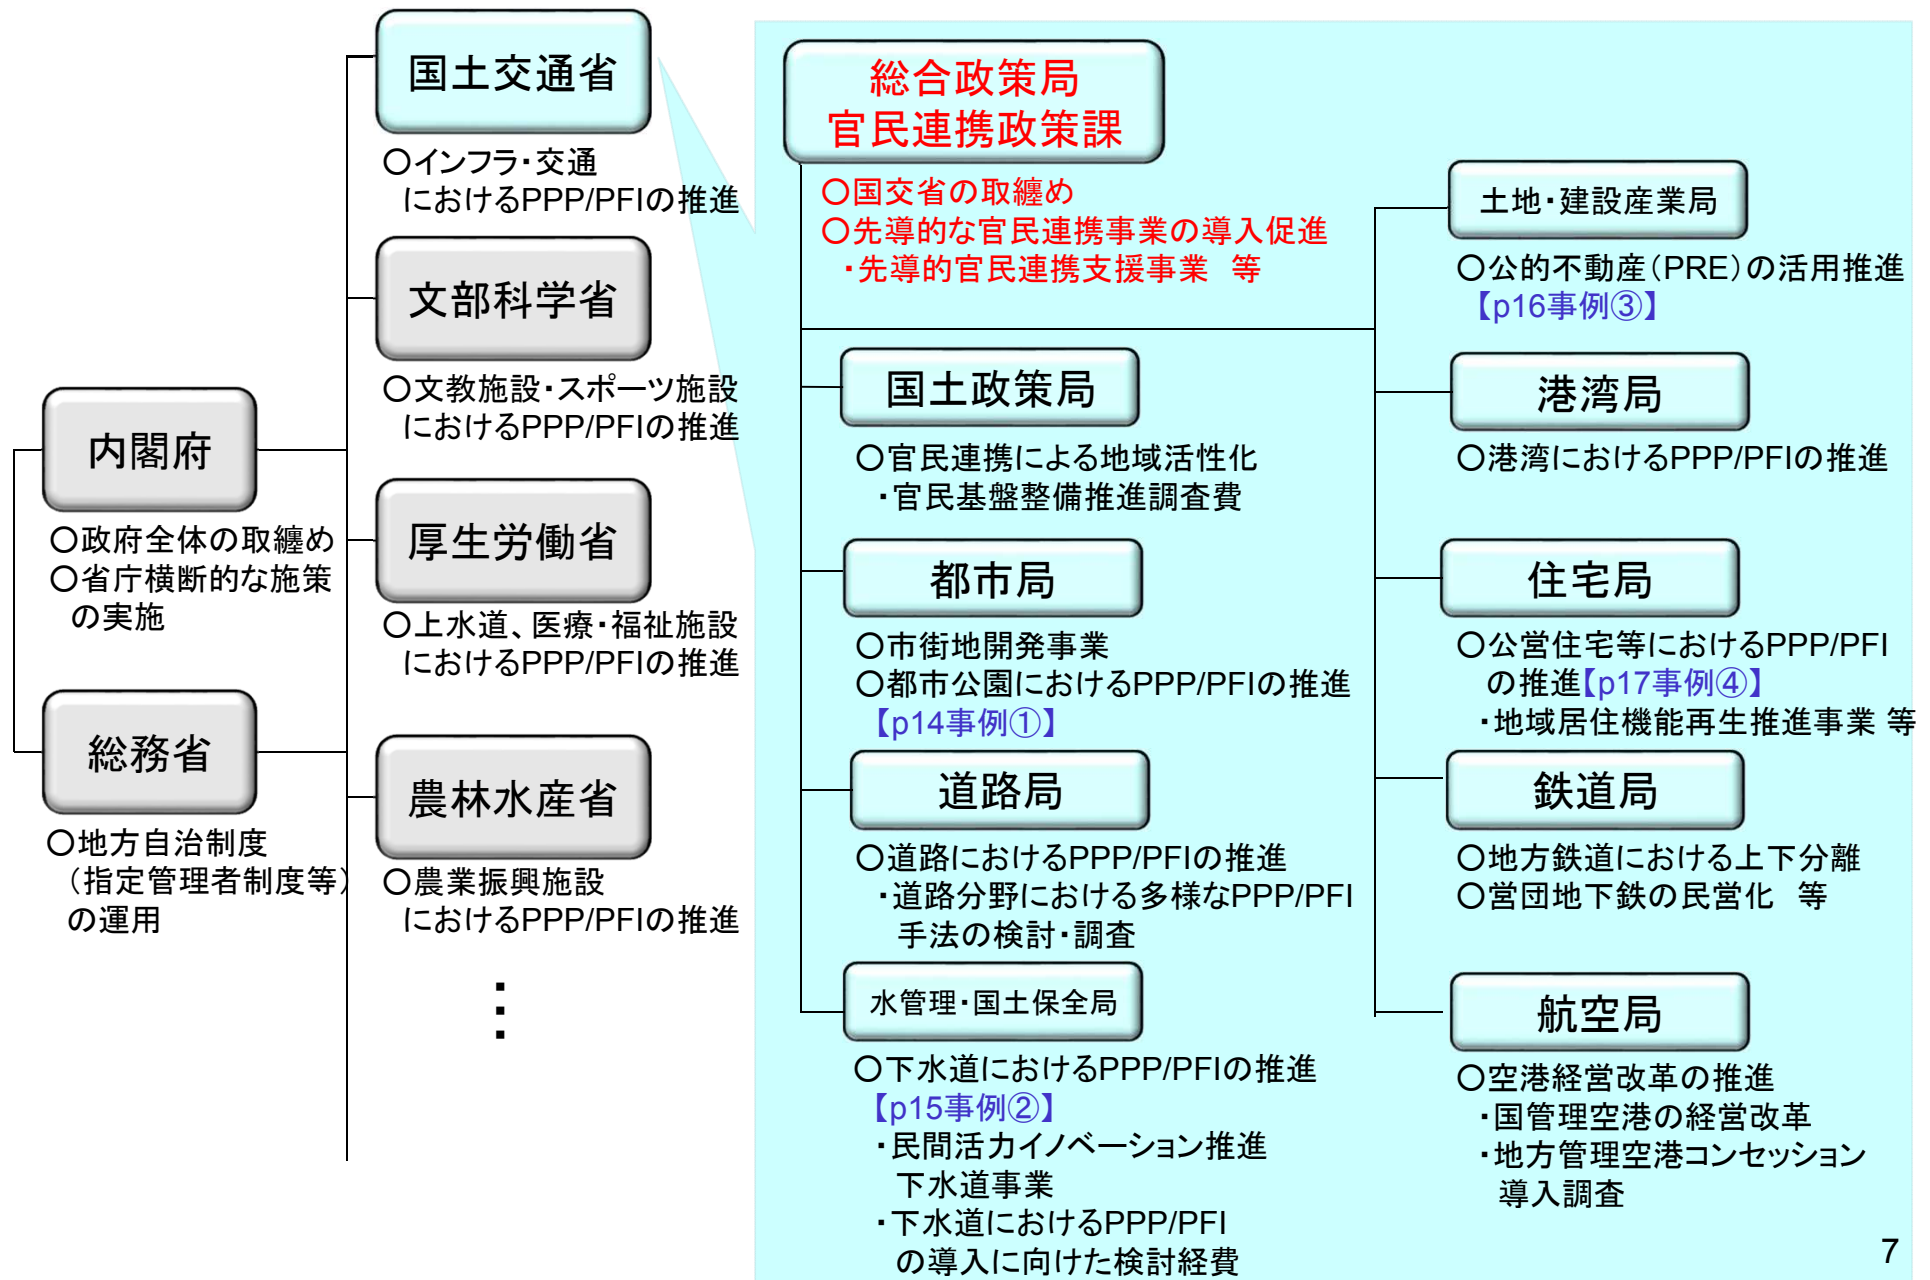 内閣府
○政府全体の取纏め
○省庁横断的な施策
の実施
総務省
○地方自治制度
(指定管理者制度等)
の運用
国土交通省
○インフラ・交通
におけるPPP/PFIの推進
文部科学省
○文教施設・スポーツ施設
におけるPPP/PFIの推進
厚生労働省
○上水道、医療・福祉施設
におけるPPP/PFIの推進
農林水産省
○農業振興施設
におけるPPP/PFIの推進
⋮
総合政策局
官民連携政策課
○国交省の取纏め
○先導的な官民連携事業の導入促進
・先導的官民連携支援事業 等
国土政策局
○官民連携による地域活性化
・官民基盤整備推進調査費
都市局
○市街地開発事業
○都市公園におけるPPP/PFIの推進
【p14事例①】
道路局
○道路におけるPPP/PFIの推進
・道路分野における多様なPPP/PFI
手法の検討・調査
水管理・国土保全局
○下水道におけるPPP/PFIの推進
【p15事例②】
・民間活力イノベーション推進
下水道事業
・下水道におけるPPP/PFI
の導入に向けた検討経費
土地・建設産業局
○公的不動産(PRE)の活用推進
【p16事例③】
港湾局
○港湾におけるPPP/PFIの推進
住宅局
○公営住宅等におけるPPP/PFI
の推進【p17事例④】
・地域居住機能再生推進事業 等
鉄道局
○地方鉄道における上下分離
○営団地下鉄の民営化 等
航空局
○空港経営改革の推進
・国管理空港の経営改革
・地方管理空港コンセッション
導入調査
7